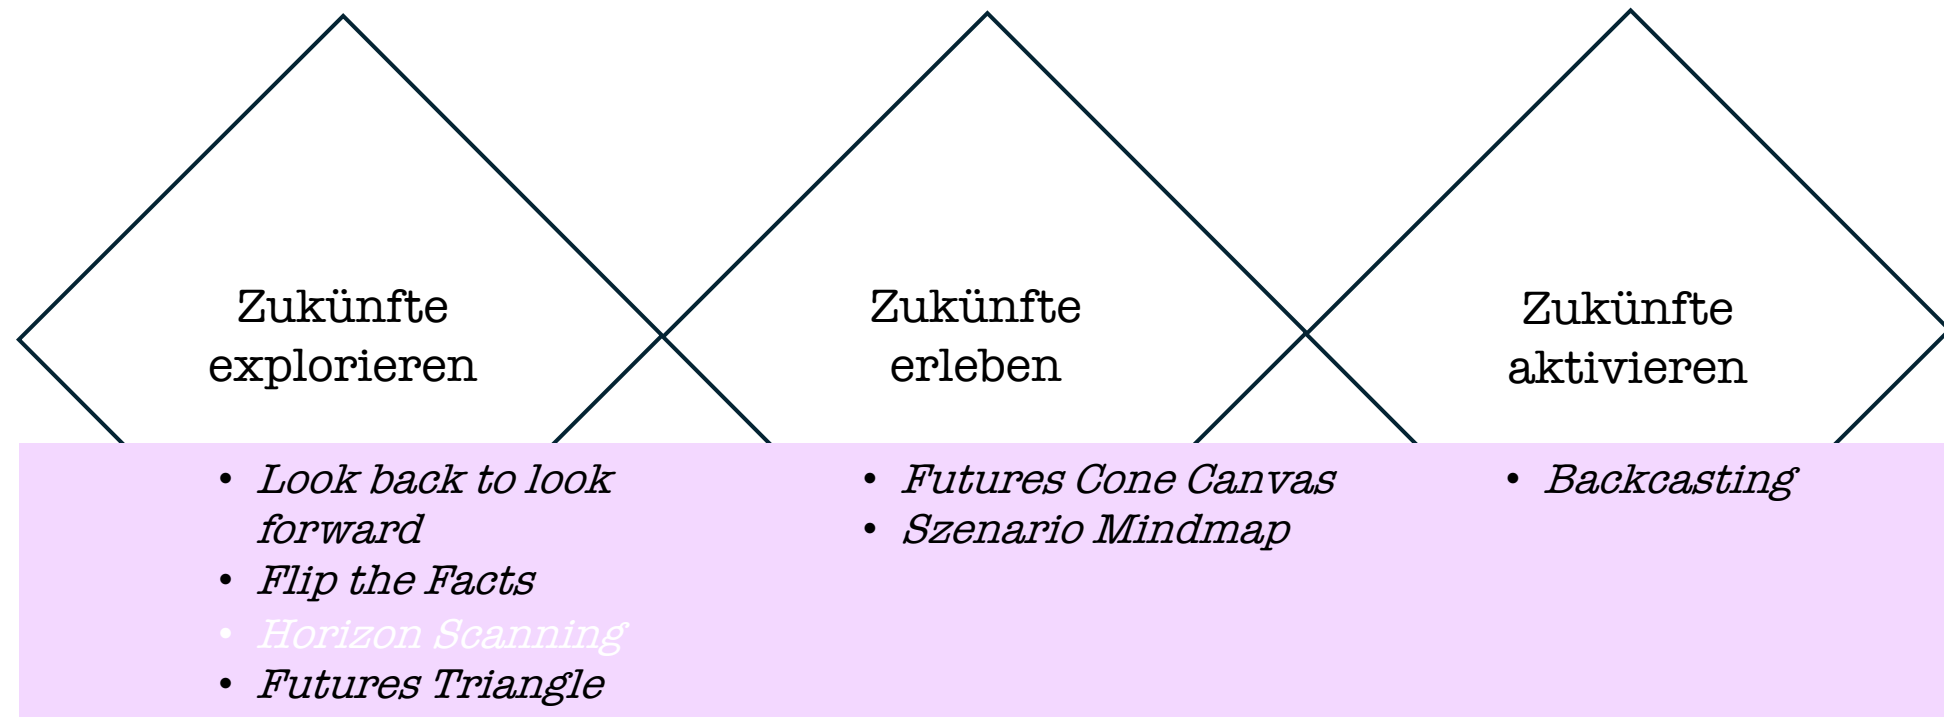 Zukünfte
explorieren
Zukünfte
erleben
Zukünfte
aktivieren
• Look back to look
forward
• Flip the Facts
• Horizon Scanning
• Futures Triangle
• Futures Cone Canvas
• Szenario Mindmap
• Backcasting